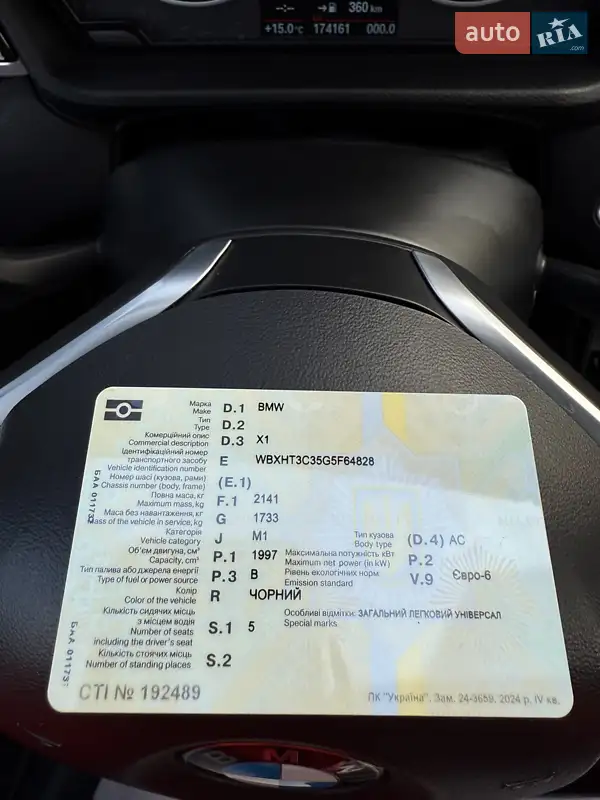 --:-- 360 km
+15.0°C 174161 000.0
auto RIA .com
Марка
Make D.1 BMW
Тип
Type D.2
Комерційний опис
Commercial description D.3 X1
Ідентифікаційний номер
транспортного засобу
Vehicle identification number E WBXHT3C35G5F64828
Номер шасі (кузова, рами)
Chassis number (body, frame) (E.1)
Повна маса, кг
Maximum mass, kg F.1 2141
Маса без навантаження, кг
Mass of the vehicle in service, kg G 1733
Категорія
Vehicle category J M1
Тип кузова
Body type (D.4) АС
Об'єм двигуна, см³
Capacity, cm³ P.1 1997
Максимальна потужність кВт
Maximum net power (in kW) P.2
Тип палива або джерела енергії
Type of fuel or power source P.3 B
Рівень екологічних норм
Emission standard V.9 Євро-6
Колір
Color of the vehicle R ЧОРНИЙ
Кількість сидячих місць
з місцем водія
Number of seats
including the driver's seat S.1 5
Особливі відмітки: ЗАГАЛЬНИЙ ЛЕГКОВИЙ УНІВЕРСАЛ
Special marks
Кількість стоячих місць
Number of standing places S.2
СТІ № 192489
ПК "Україна". Зам. 24-3659. 2024 р. IV кв.
B M